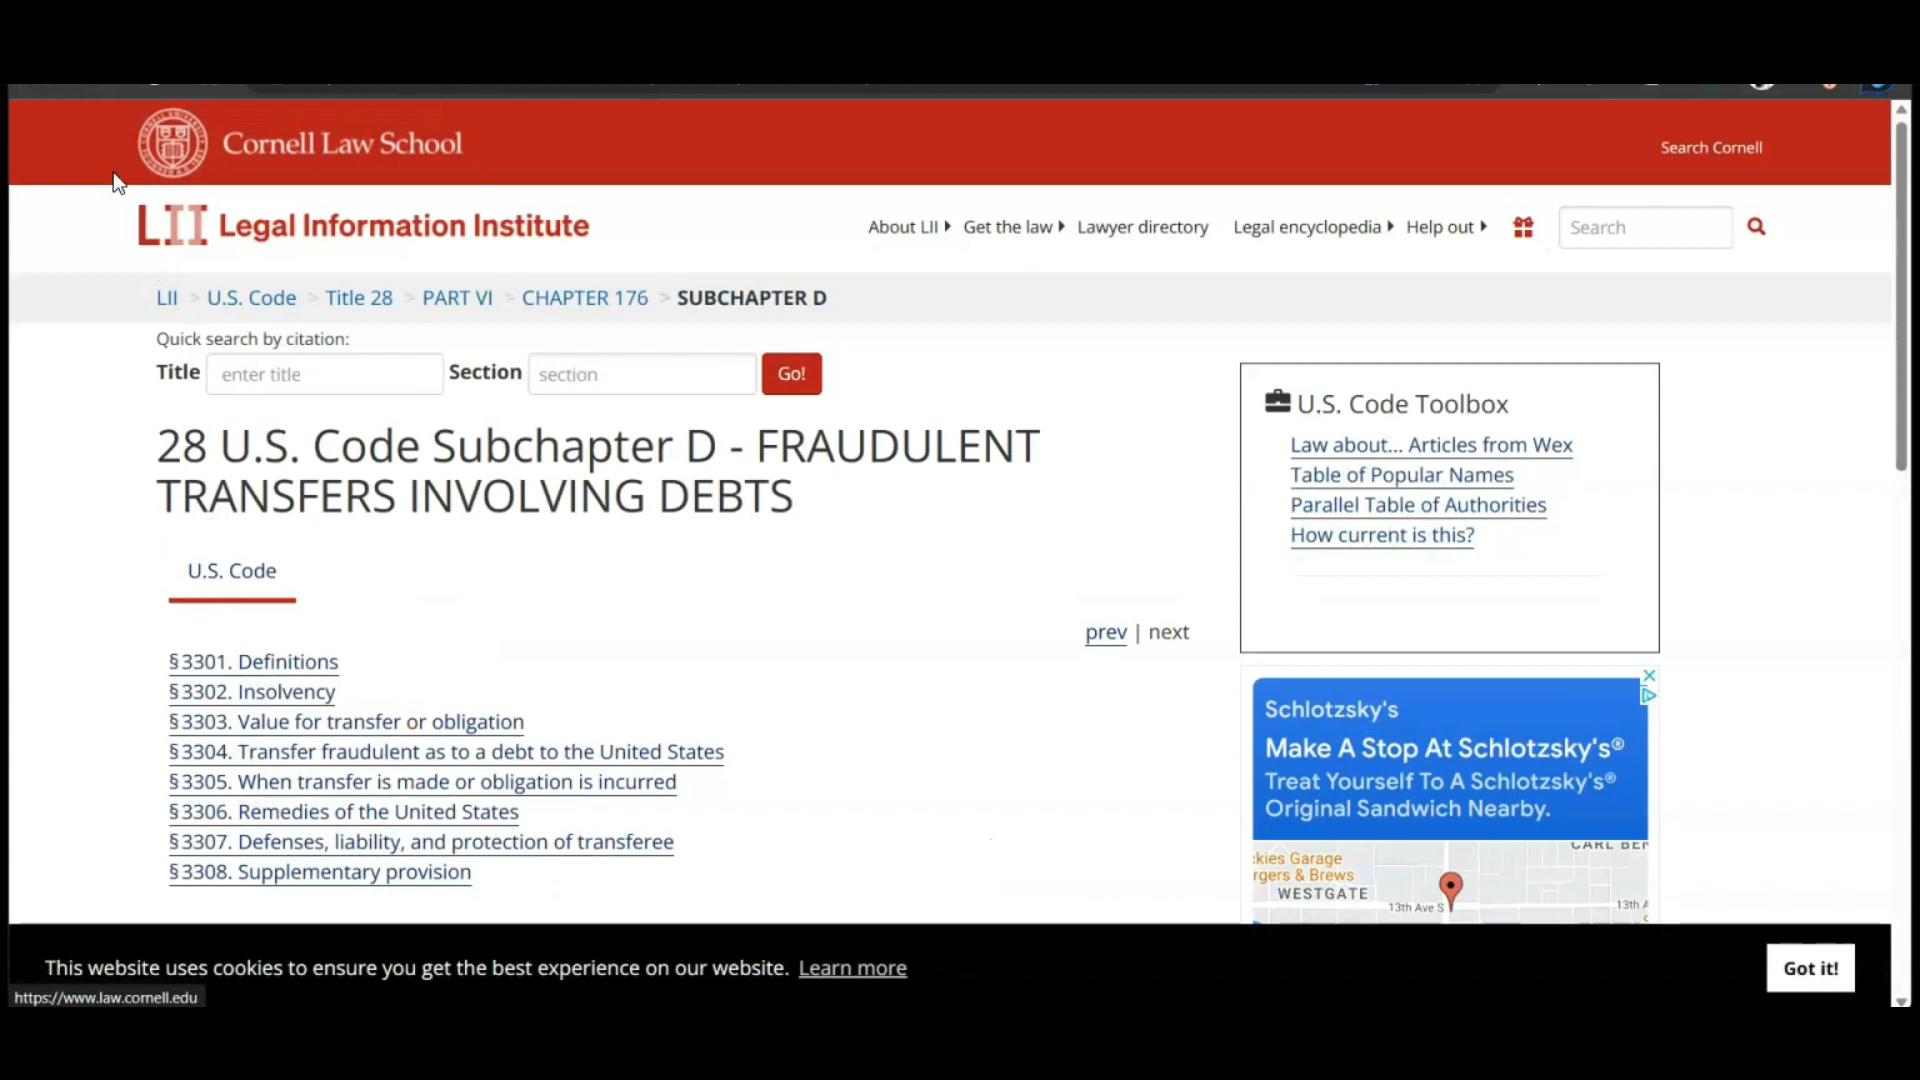 Cornell Law School
Search Cornell
LII Legal Information Institute
About LII
Get the law
Lawyer directory
Legal encyclopedia
Help out
Search
LII > U.S. Code > Title 28 > PART VI > CHAPTER 176 > SUBCHAPTER D
Quick search by citation:
Title enter title Section section Go!
28 U.S. Code Subchapter D - FRAUDULENT
TRANSFERS INVOLVING DEBTS
U.S. Code
prev | next
§ 3301. Definitions
§ 3302. Insolvency
§ 3303. Value for transfer or obligation
§ 3304. Transfer fraudulent as to a debt to the United States
§ 3305. When transfer is made or obligation is incurred
§ 3306. Remedies of the United States
§ 3307. Defenses, liability, and protection of transferee
§ 3308. Supplementary provision
U.S. Code Toolbox
Law about... Articles from Wex
Table of Popular Names
Parallel Table of Authorities
How current is this?
Schlotzsky's
Make A Stop At Schlotzsky's®
Treat Yourself To A Schlotzsky's®
Original Sandwich Nearby.
CARL BEN
ckies Garage
rgers & Brews
WESTGATE
13th Ave S
13th A
This website uses cookies to ensure you get the best experience on our website. Learn more
Got it!
https://www.law.cornell.edu